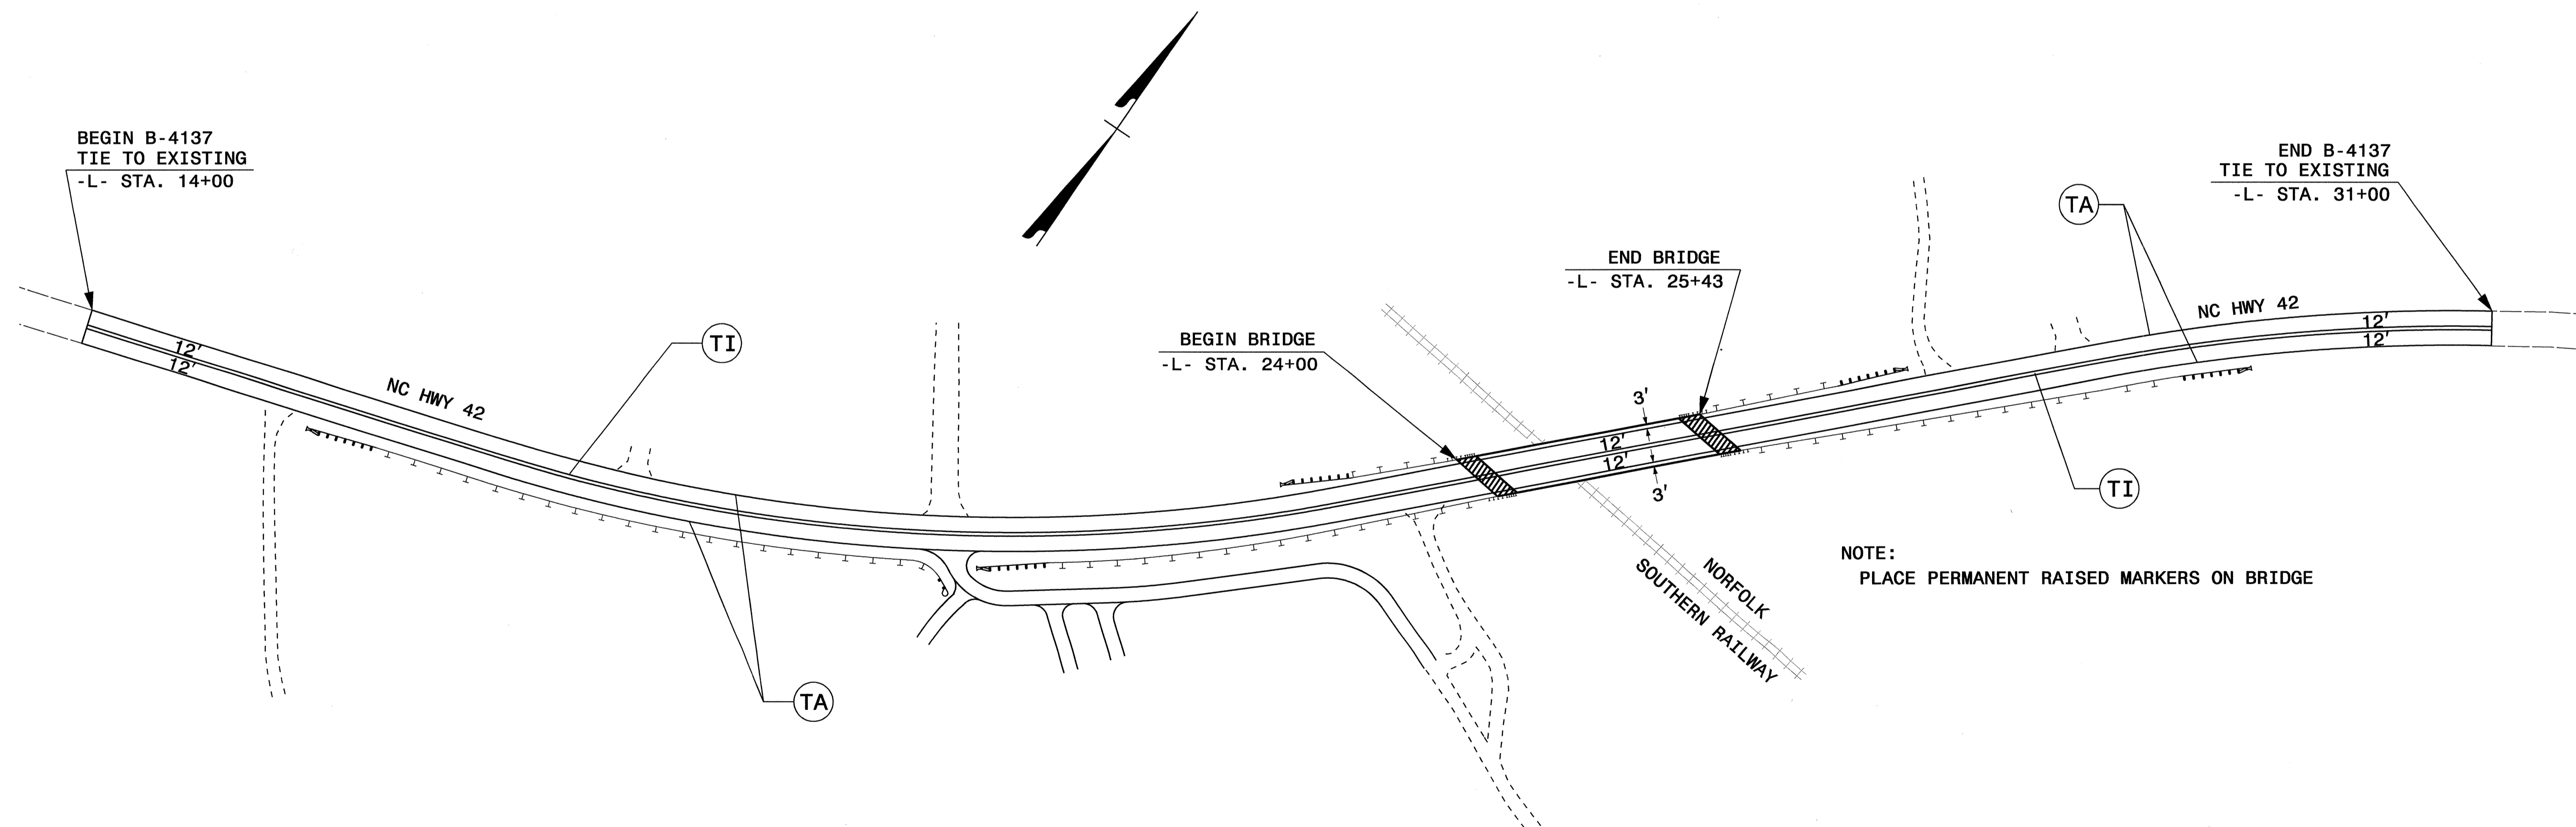 BEGIN B-4137
TIE TO EXISTING
-L- STA. 14+00
12'
12'
NC HWY 42
TI
TA
BEGIN BRIDGE
-L- STA. 24+00
END BRIDGE
-L- STA. 25+43
3'
12'
12'
3'
NORFOLK
SOUTHERN RAILWAY
TA
END B-4137
TIE TO EXISTING
-L- STA. 31+00
NC HWY 42
12'
12'
TI
NOTE:
PLACE PERMANENT RAISED MARKERS ON BRIDGE